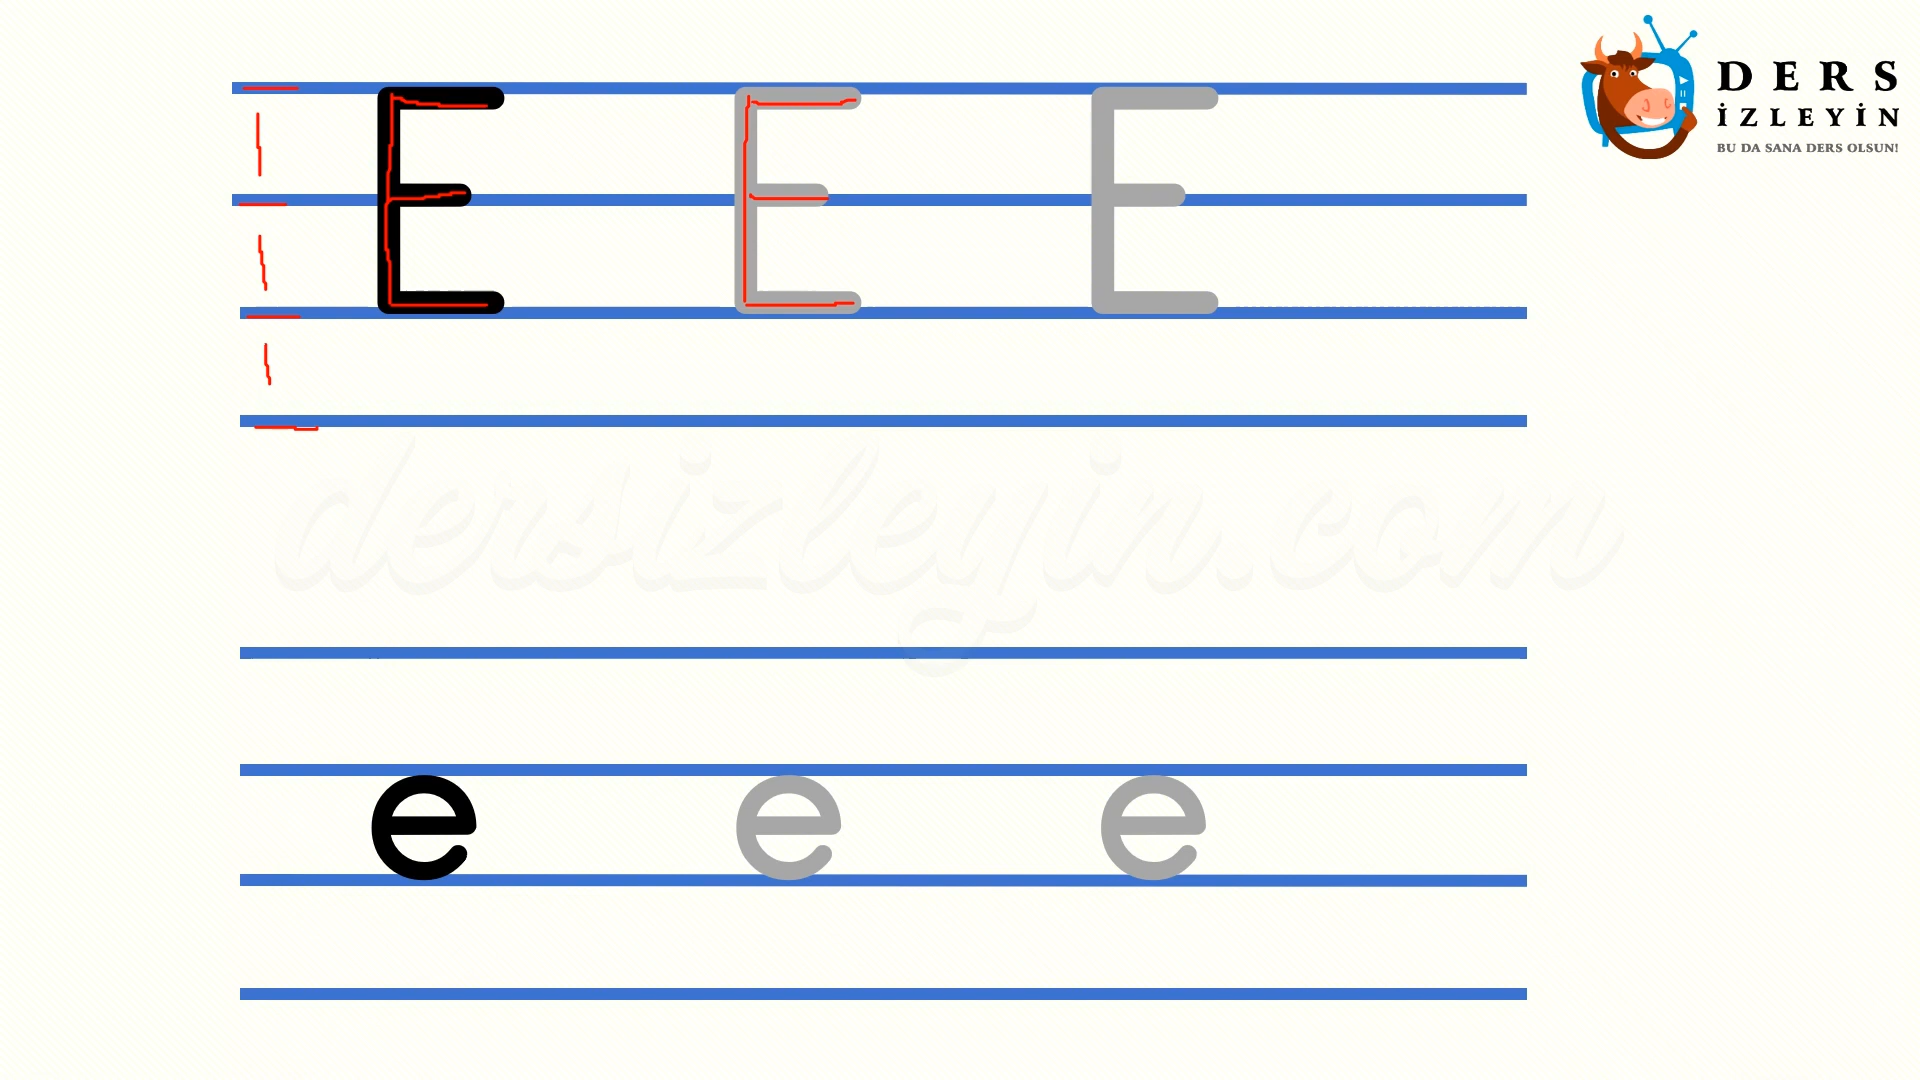 E E E
DERS
İZLEYİN
BU DA SANA DERS OLSUN!
dersizleyin.com
e e e